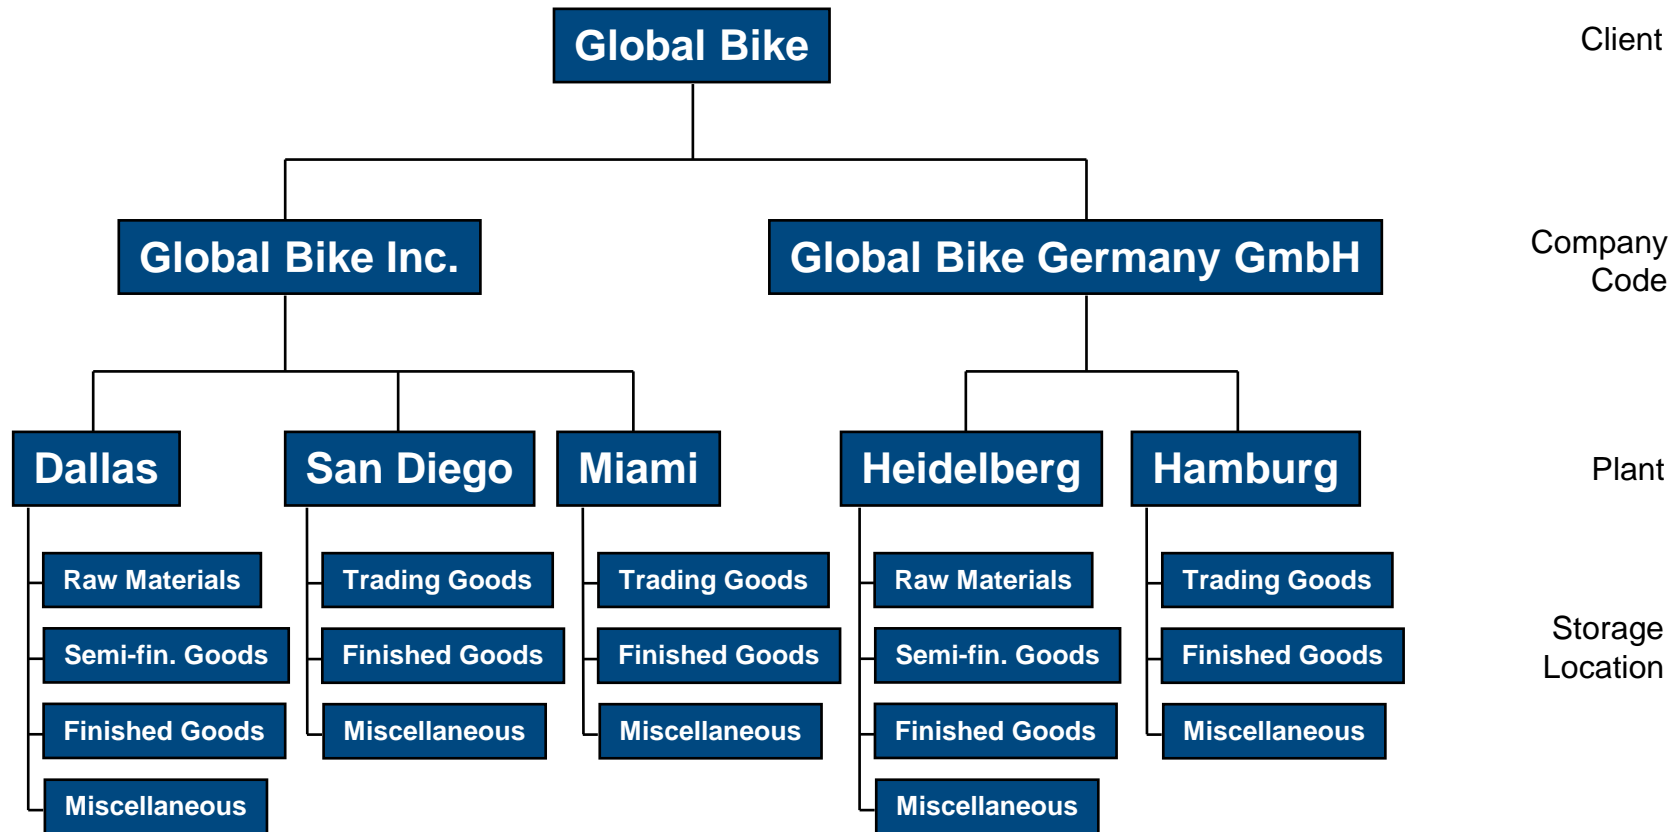 Global Bike
Client
Global Bike Inc.
Global Bike Germany GmbH
Company
Code
Dallas
San Diego
Miami
Heidelberg
Hamburg
Plant
Raw Materials
Trading Goods
Trading Goods
Raw Materials
Trading Goods
Semi-fin. Goods
Finished Goods
Finished Goods
Semi-fin. Goods
Finished Goods
Storage
Location
Finished Goods
Miscellaneous
Miscellaneous
Finished Goods
Miscellaneous
Miscellaneous
Miscellaneous